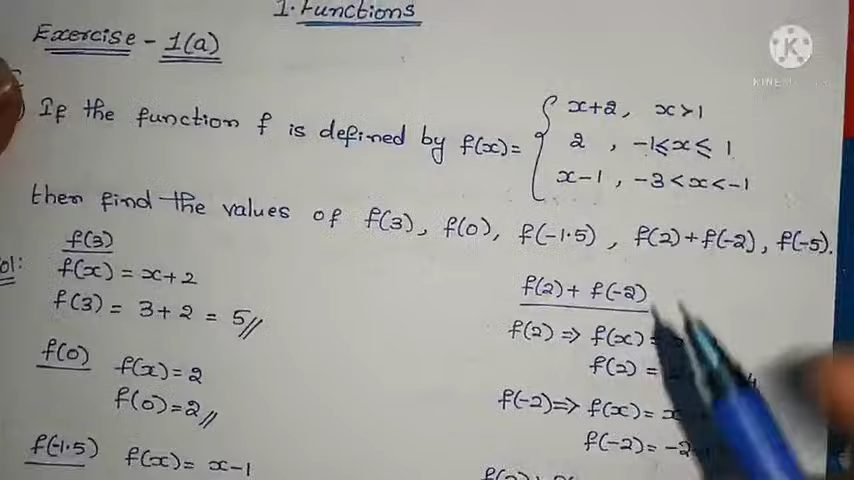 1. Functions
Exercise - 1(a)
If the function f is defined by f(x) = { x+2, x>1
2, -1≤x≤1
x-1, -3<x<-1
then find the values of f(3), f(0), f(-1.5), f(2)+f(-2), f(-5).
f(3)
f(x) = x+2
f(3) = 3+2 = 5//
f(0) f(x)=2
f(0)=2//
f(-1.5) f(x) = x-1
f(2)+ f(-2)
f(2) ⇒ f(x) =
f(2) =
f(-2) ⇒ f(x) = x
f(-2) = -2
K
KINE